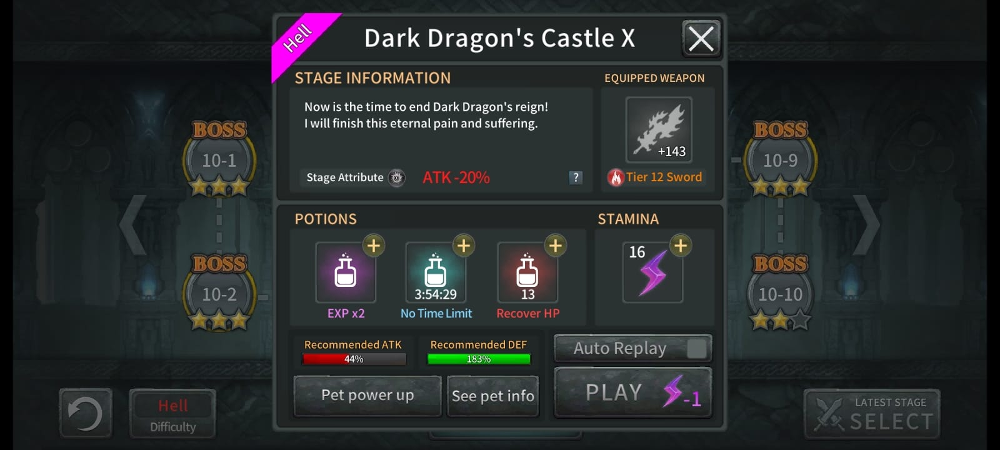 Hell
Dark Dragon's Castle X
STAGE INFORMATION
EQUIPPED WEAPON
Now is the time to end Dark Dragon's reign!
I will finish this eternal pain and suffering.
+143
Stage Attribute ATK -20% ?
Tier 12 Sword
BOSS
10-1
BOSS
10-2
BOSS
10-9
BOSS
10-10
POTIONS
STAMINA
16
3:54:29
13
EXP x2
No Time Limit
Recover HP
Recommended ATK
44%
Recommended DEF
183%
Auto Replay
Pet power up
See pet info
PLAY -1
Hell
Difficulty
LATEST STAGE
SELECT